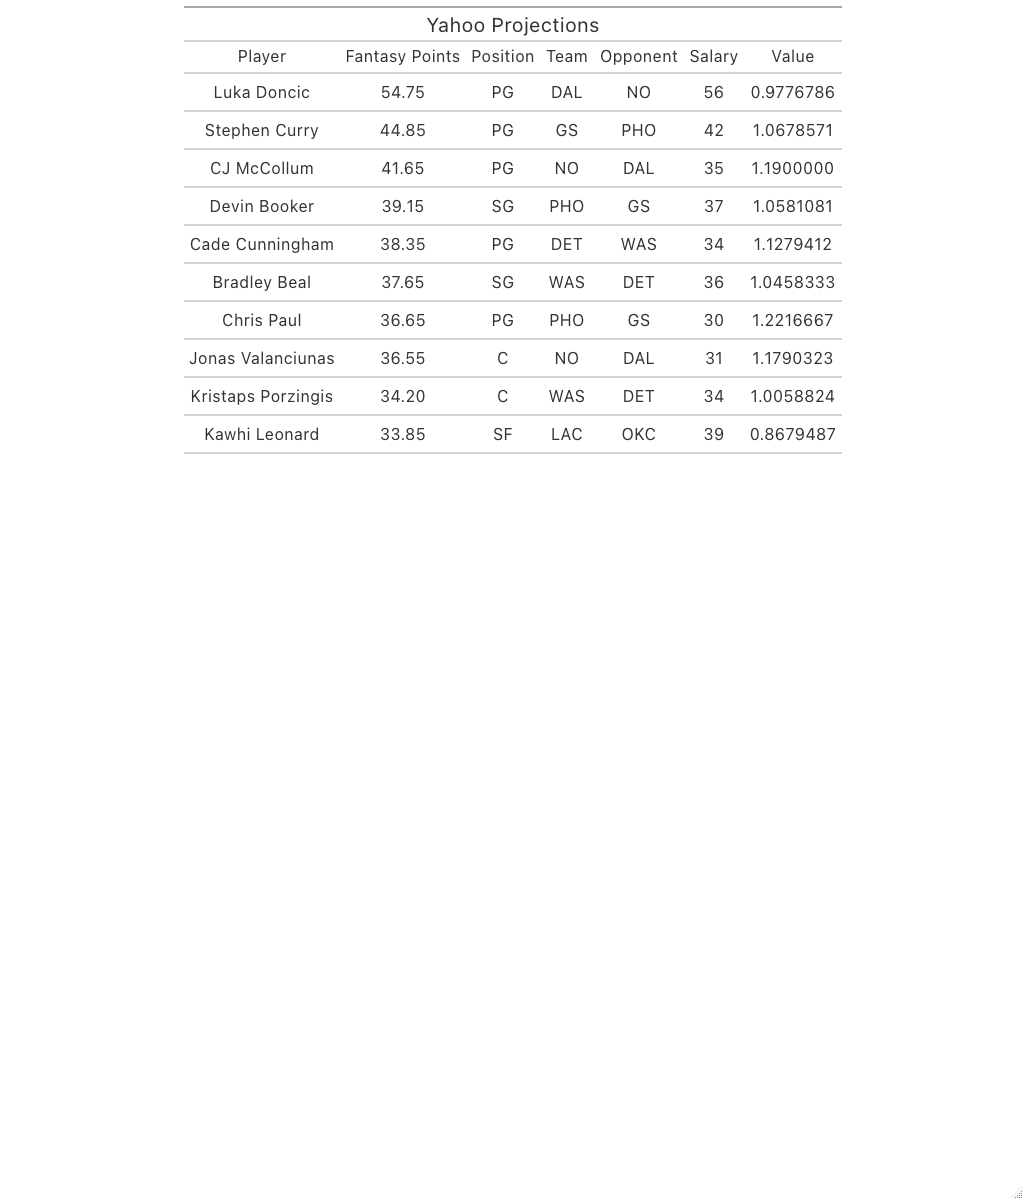 Yahoo Projections
Player Fantasy Points Position Team Opponent Salary Value
Luka Doncic 54.75 PG DAL NO 56 0.9776786
Stephen Curry 44.85 PG GS PHO 42 1.0678571
CJ McCollum 41.65 PG NO DAL 35 1.1900000
Devin Booker 39.15 SG PHO GS 37 1.0581081
Cade Cunningham 38.35 PG DET WAS 34 1.1279412
Bradley Beal 37.65 SG WAS DET 36 1.0458333
Chris Paul 36.65 PG PHO GS 30 1.2216667
Jonas Valanciunas 36.55 C NO DAL 31 1.1790323
Kristaps Porzingis 34.20 C WAS DET 34 1.0058824
Kawhi Leonard 33.85 SF LAC OKC 39 0.8679487